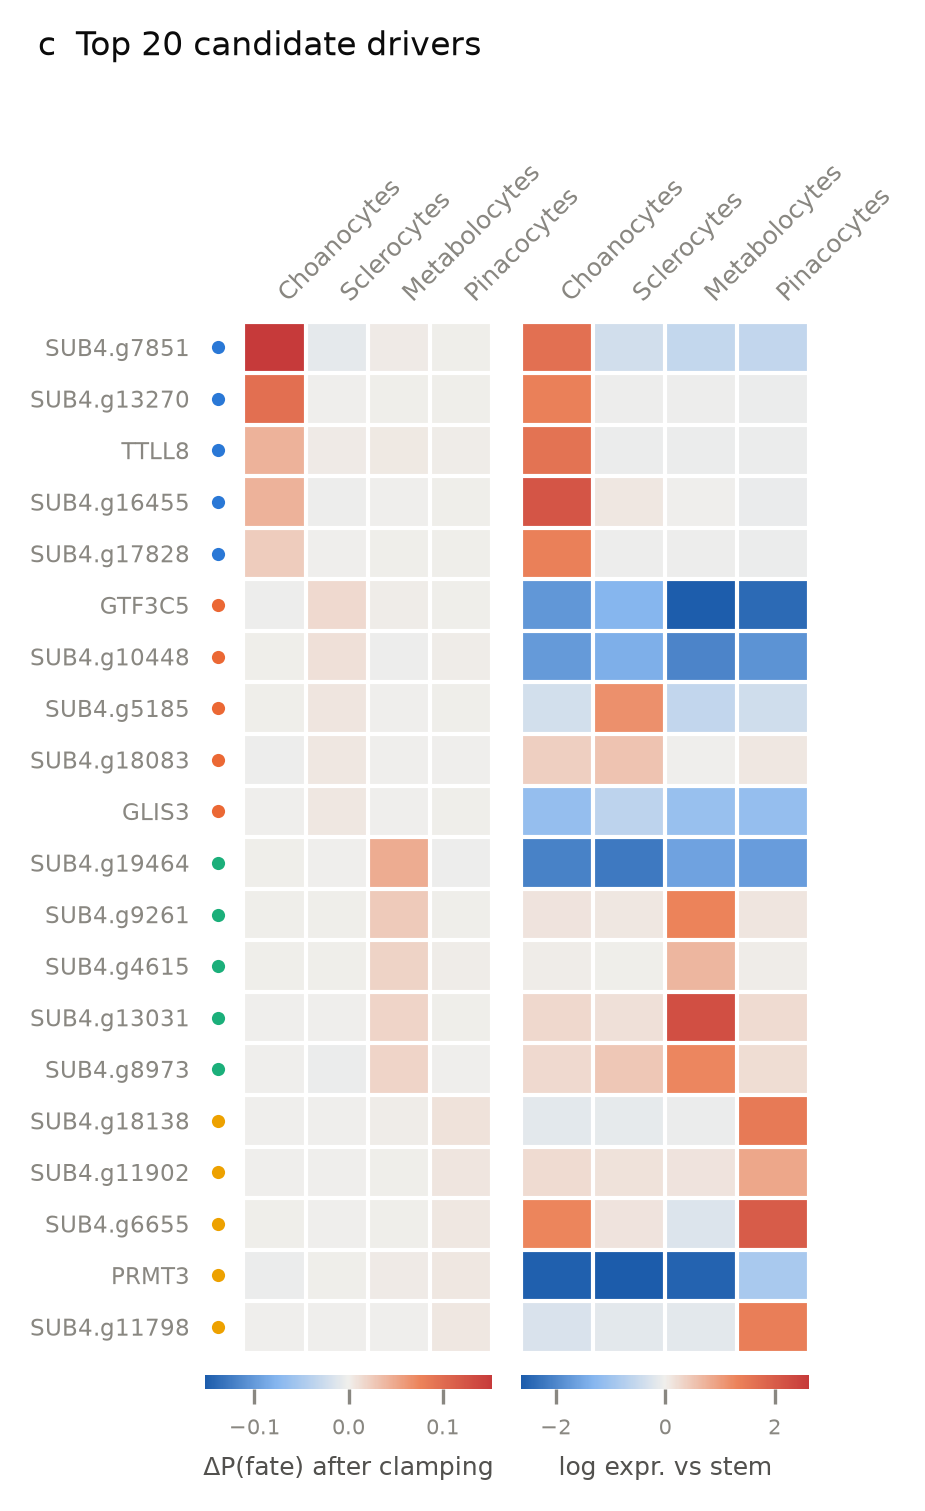 c Top 20 candidate drivers
Choanocytes
Sclerocytes
Metabolocytes
Pinacocytes
Choanocytes
Sclerocytes
Metabolocytes
Pinacocytes
SUB4.g7851
SUB4.g13270
TTLL8
SUB4.g16455
SUB4.g17828
GTF3C5
SUB4.g10448
SUB4.g5185
SUB4.g18083
GLIS3
SUB4.g19464
SUB4.g9261
SUB4.g4615
SUB4.g13031
SUB4.g8973
SUB4.g18138
SUB4.g11902
SUB4.g6655
PRMT3
SUB4.g11798
−0.1 0.0 0.1
−2 0 2
ΔP(fate) after clamping
log expr. vs stem